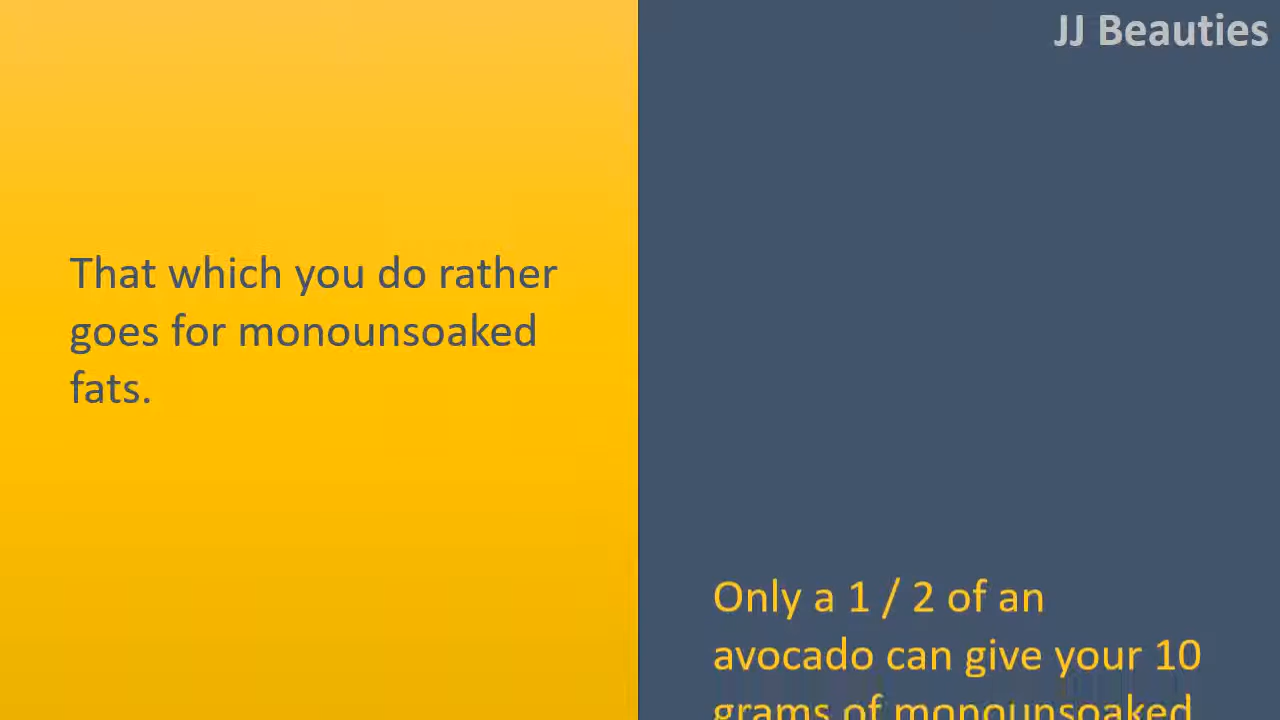 JJ Beauties
That which you do rather
goes for monounsoaked
fats.
Only a 1 / 2 of an
avocado can give your 10
grams of monounsoaked